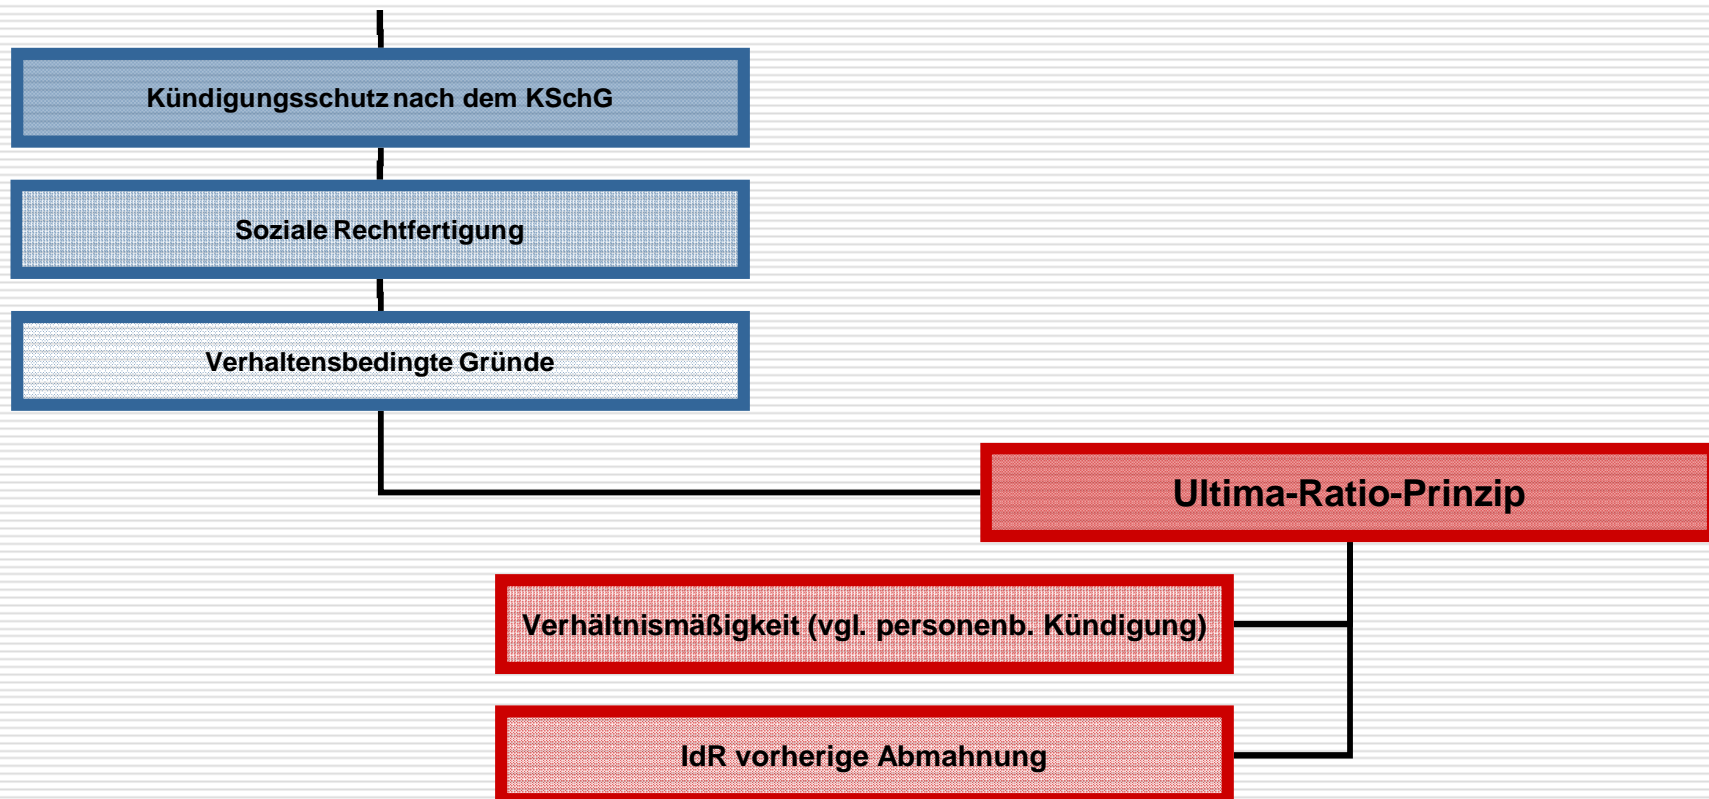 Kündigungsschutz nach dem KSchG
Soziale Rechtfertigung
Verhaltensbedingte Gründe
Ultima-Ratio-Prinzip
Verhältnismäßigkeit (vgl. personenb. Kündigung)
IdR vorherige Abmahnung